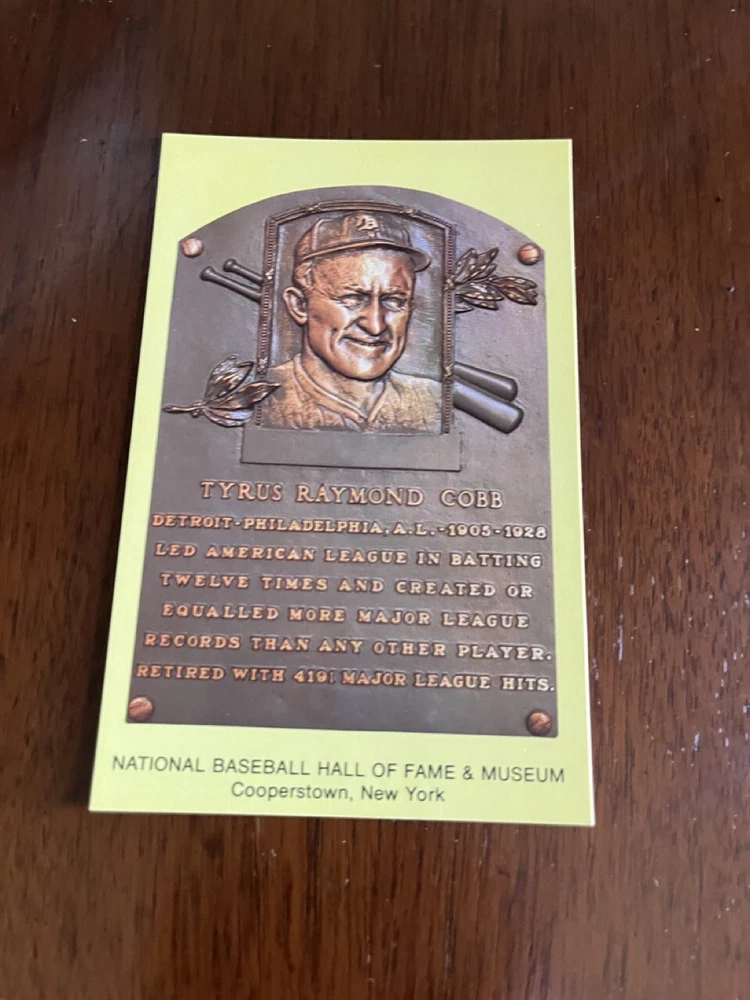 TYRUS RAYMOND COBB
DETROIT-PHILADELPHIA, A.L.-1905-1928
LED AMERICAN LEAGUE IN BATTING
TWELVE TIMES AND CREATED OR
EQUALLED MORE MAJOR LEAGUE
RECORDS THAN ANY OTHER PLAYER.
RETIRED WITH 4191 MAJOR LEAGUE HITS.
NATIONAL BASEBALL HALL OF FAME & MUSEUM
Cooperstown, New York